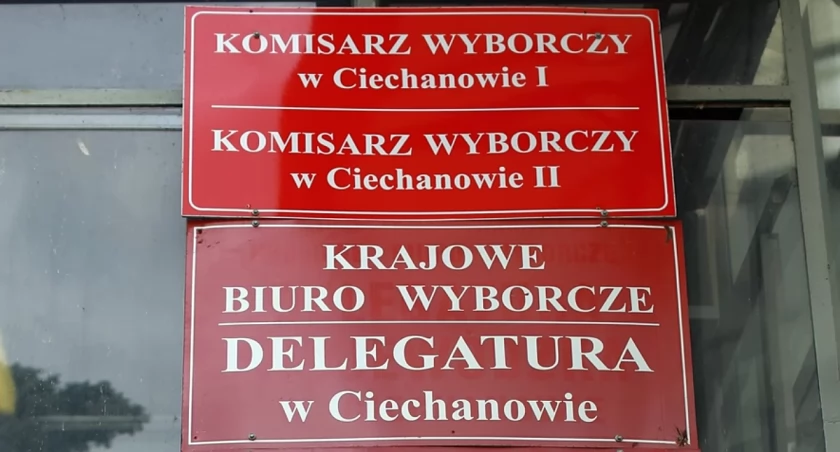 KOMISARZ WYBORCZY
w Ciechanowie I
KOMISARZ WYBORCZY
w Ciechanowie II
KRAJOWE
BIURO WYBORCZE
DELEGATURA
w Ciechanowie